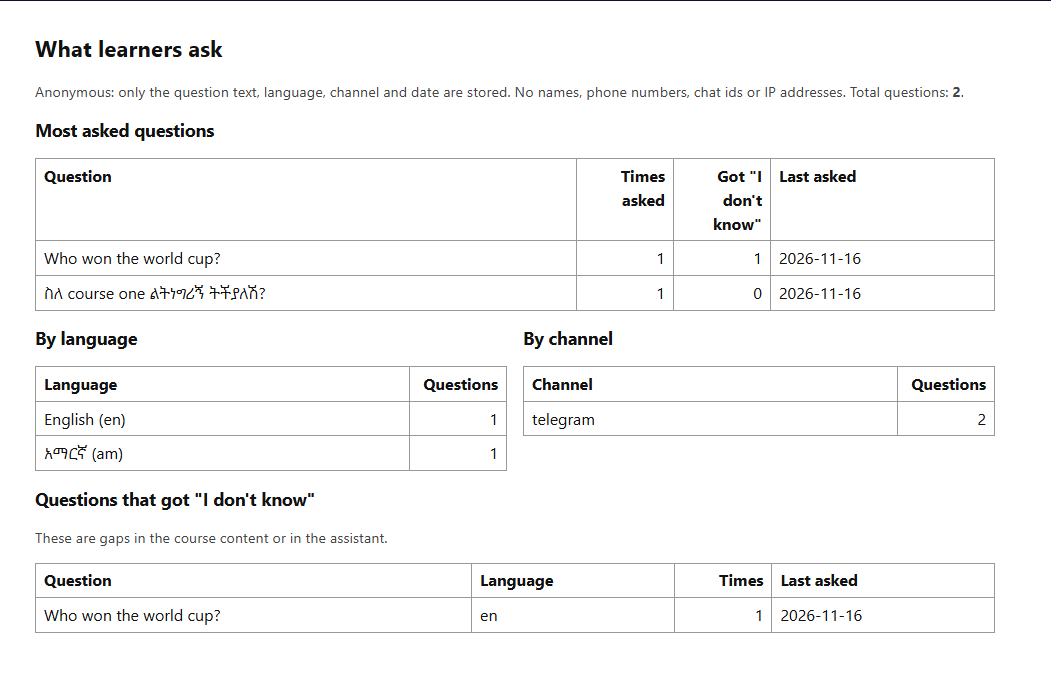 What learners ask
Anonymous: only the question text, language, channel and date are stored. No names, phone numbers, chat ids or IP addresses. Total questions: 2.
Most asked questions
Question Times asked Got "I don't know" Last asked
Who won the world cup? 1 1 2026-11-16
ስለ course one ልትነግሪኝ ትችያለሽ? 1 0 2026-11-16
By language
Language Questions
English (en) 1
አማርኛ (am) 1
By channel
Channel Questions
telegram 2
Questions that got "I don't know"
These are gaps in the course content or in the assistant.
Question Language Times Last asked
Who won the world cup? en 1 2026-11-16